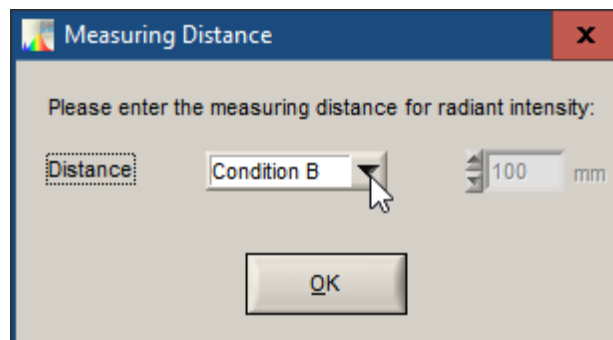 Measuring Distance
x
Please enter the measuring distance for radiant intensity:
Distance Condition B 100 mm
OK